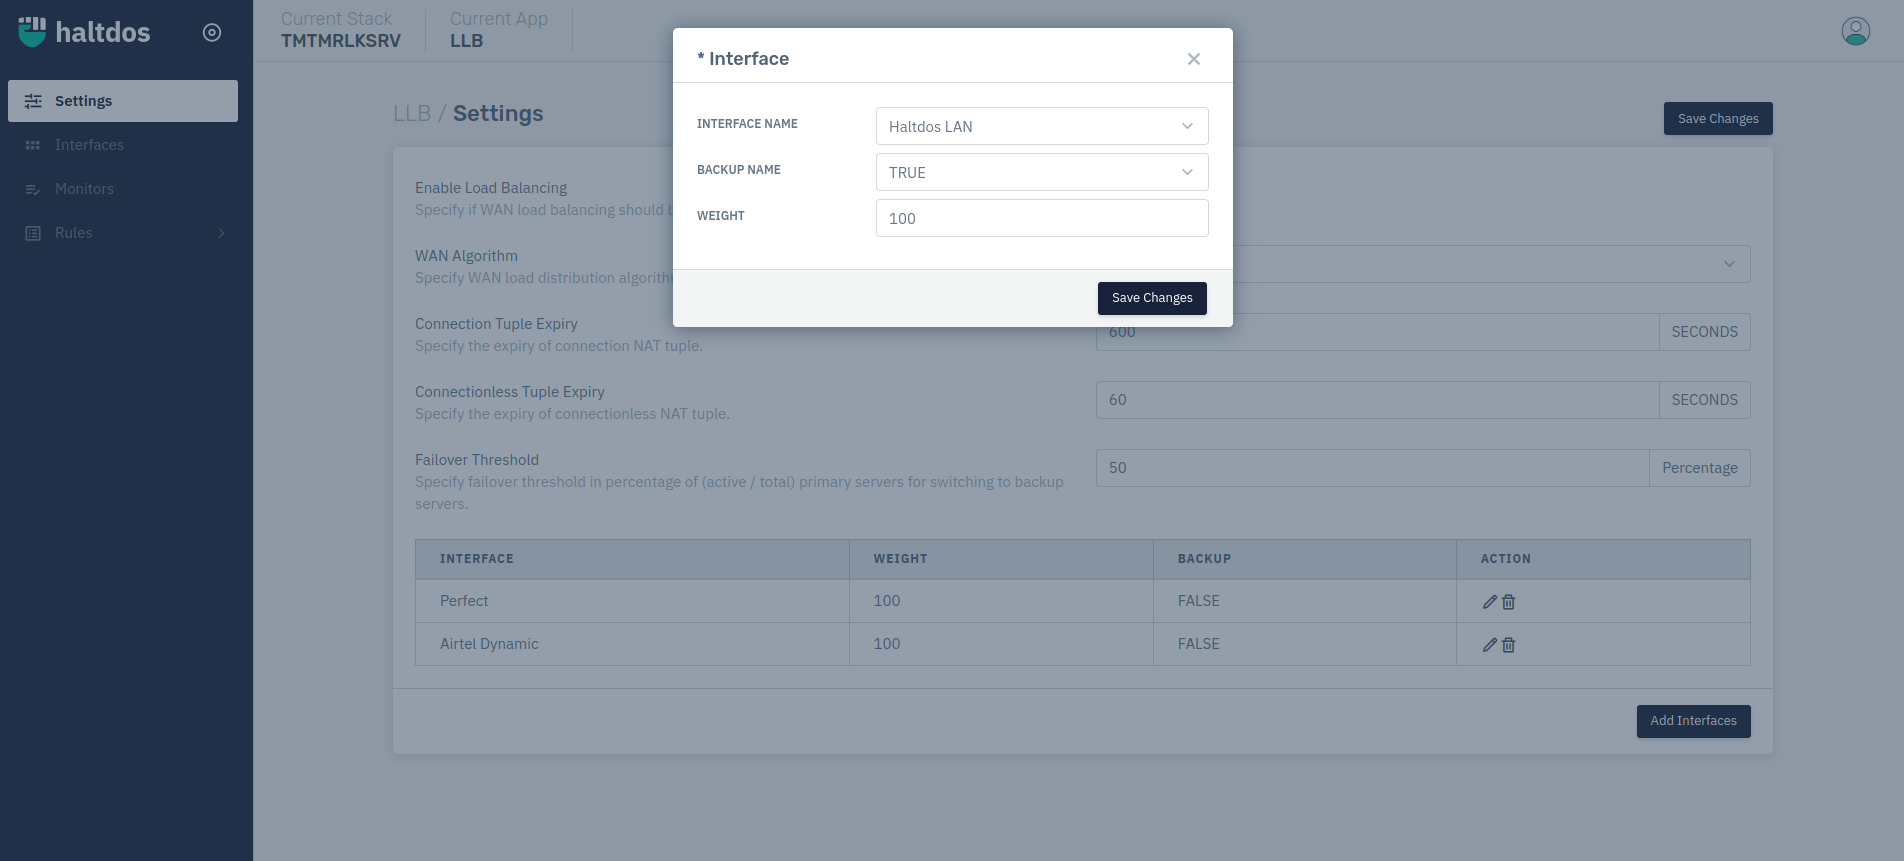 haltdos
Current Stack
TMTMRLKSRV
Current App
LLB
Settings
Interfaces
Monitors
Rules
LLB / Settings
Save Changes
* Interface
INTERFACE NAME
Haltdos LAN
BACKUP NAME
TRUE
WEIGHT
100
Save Changes
Enable Load Balancing
Specify if WAN load balancing should
WAN Algorithm
Specify WAN load distribution
Connection Tuple Expiry
Specify the expiry of connection NAT tuple.
600
SECONDS
Connectionless Tuple Expiry
Specify the expiry of connectionless NAT tuple.
60
SECONDS
Failover Threshold
Specify failover threshold in percentage of (active / total) primary servers for switching to backup
servers.
50
Percentage
INTERFACE WEIGHT BACKUP ACTION
Perfect 100 FALSE
Airtel Dynamic 100 FALSE
Add Interfaces